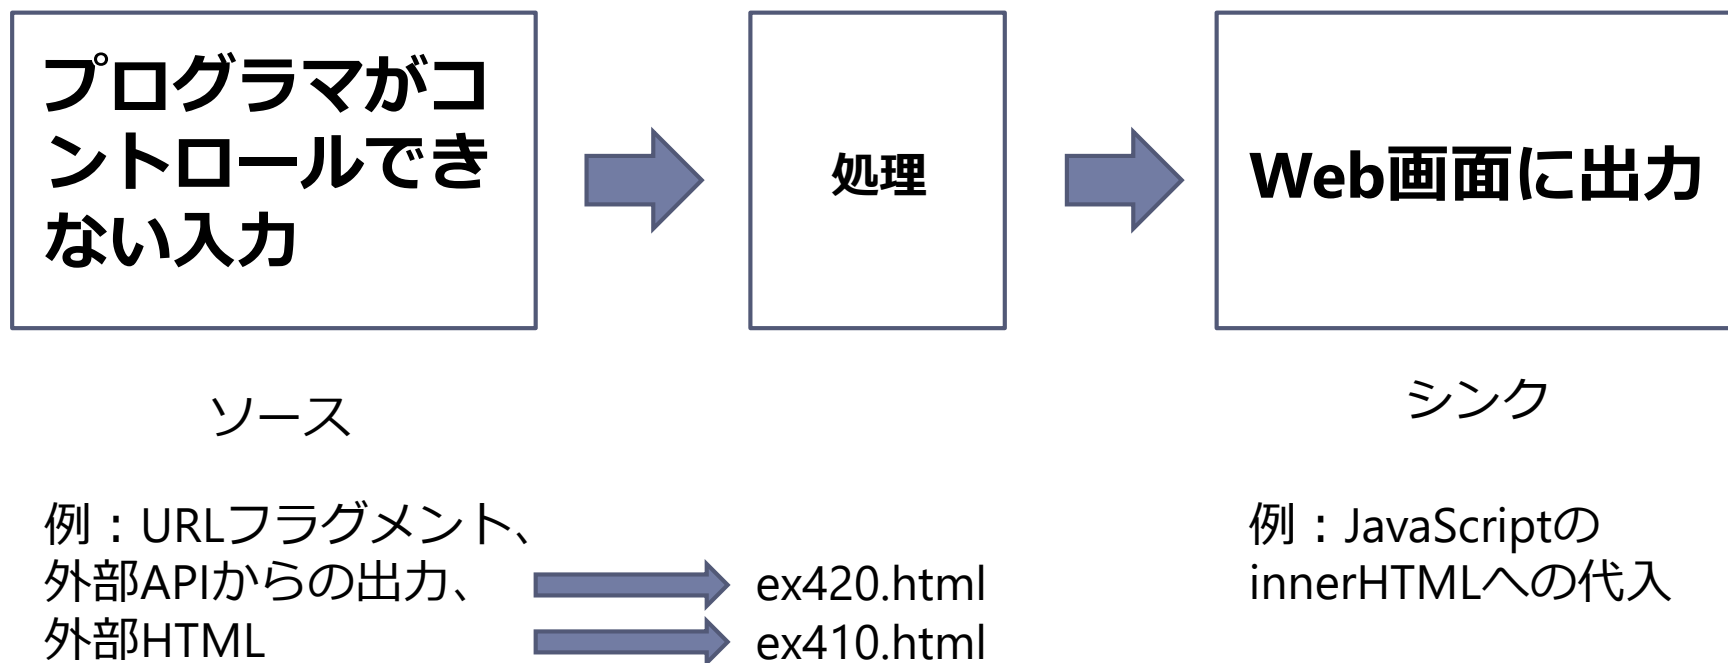 プログラマがコ
ントロールでき
ない入力
処理
Web画面に出力
ソース
シンク
例：URLフラグメント、
外部APIからの出力、
ex420.html
外部HTML
ex410.html
例：JavaScriptの
innerHTMLへの代入